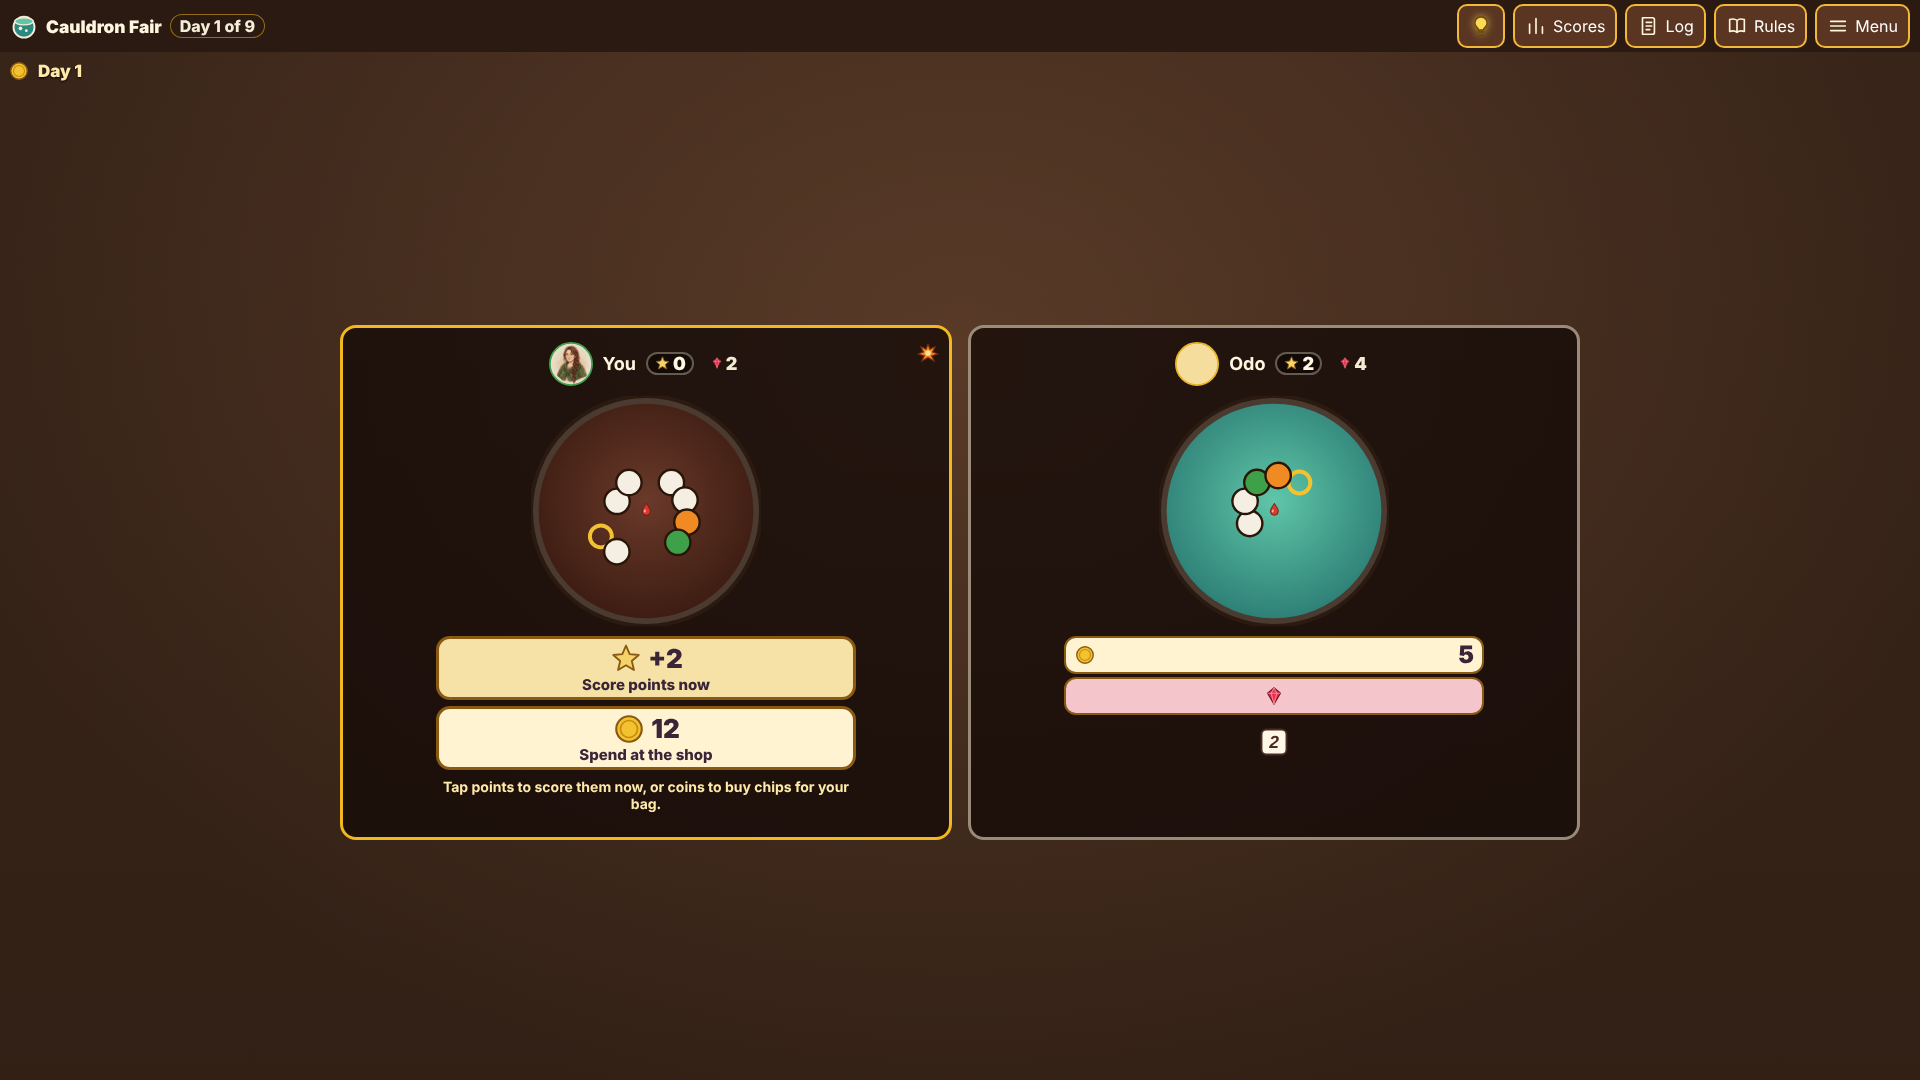 Cauldron Fair
Day 1 of 9
Scores
Log
Rules
Menu
Day 1
You
0
2
+2
Score points now
12
Spend at the shop
Tap points to score them now, or coins to buy chips for your
bag.
Odo
2
4
5
2